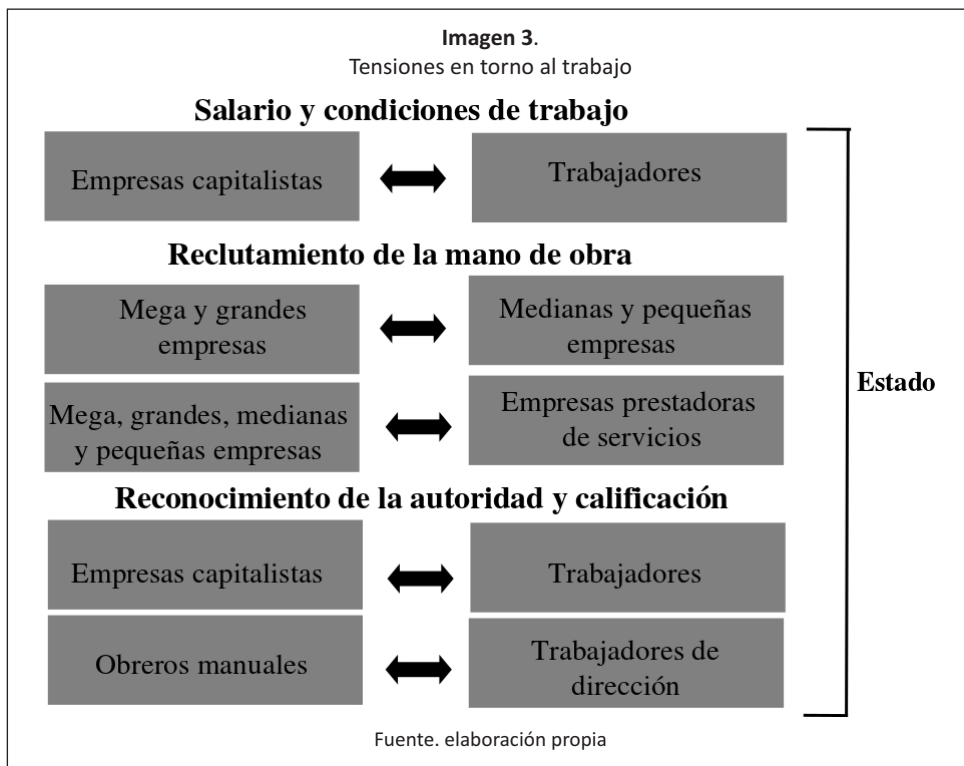 Imagen 3.
Tensiones en torno al trabajo
Salario y condiciones de trabajo
Empresas capitalistas
Trabajadores
Reclutamiento de la mano de obra
Mega y grandes
empresas
Medianas y pequeñas
empresas
Mega, grandes, medianas
y pequeñas empresas
Empresas prestadoras
de servicios
Reconocimiento de la autoridad y calificación
Empresas capitalistas
Trabajadores
Obreros manuales
Trabajadores de
dirección
Estado
Fuente. elaboración propia